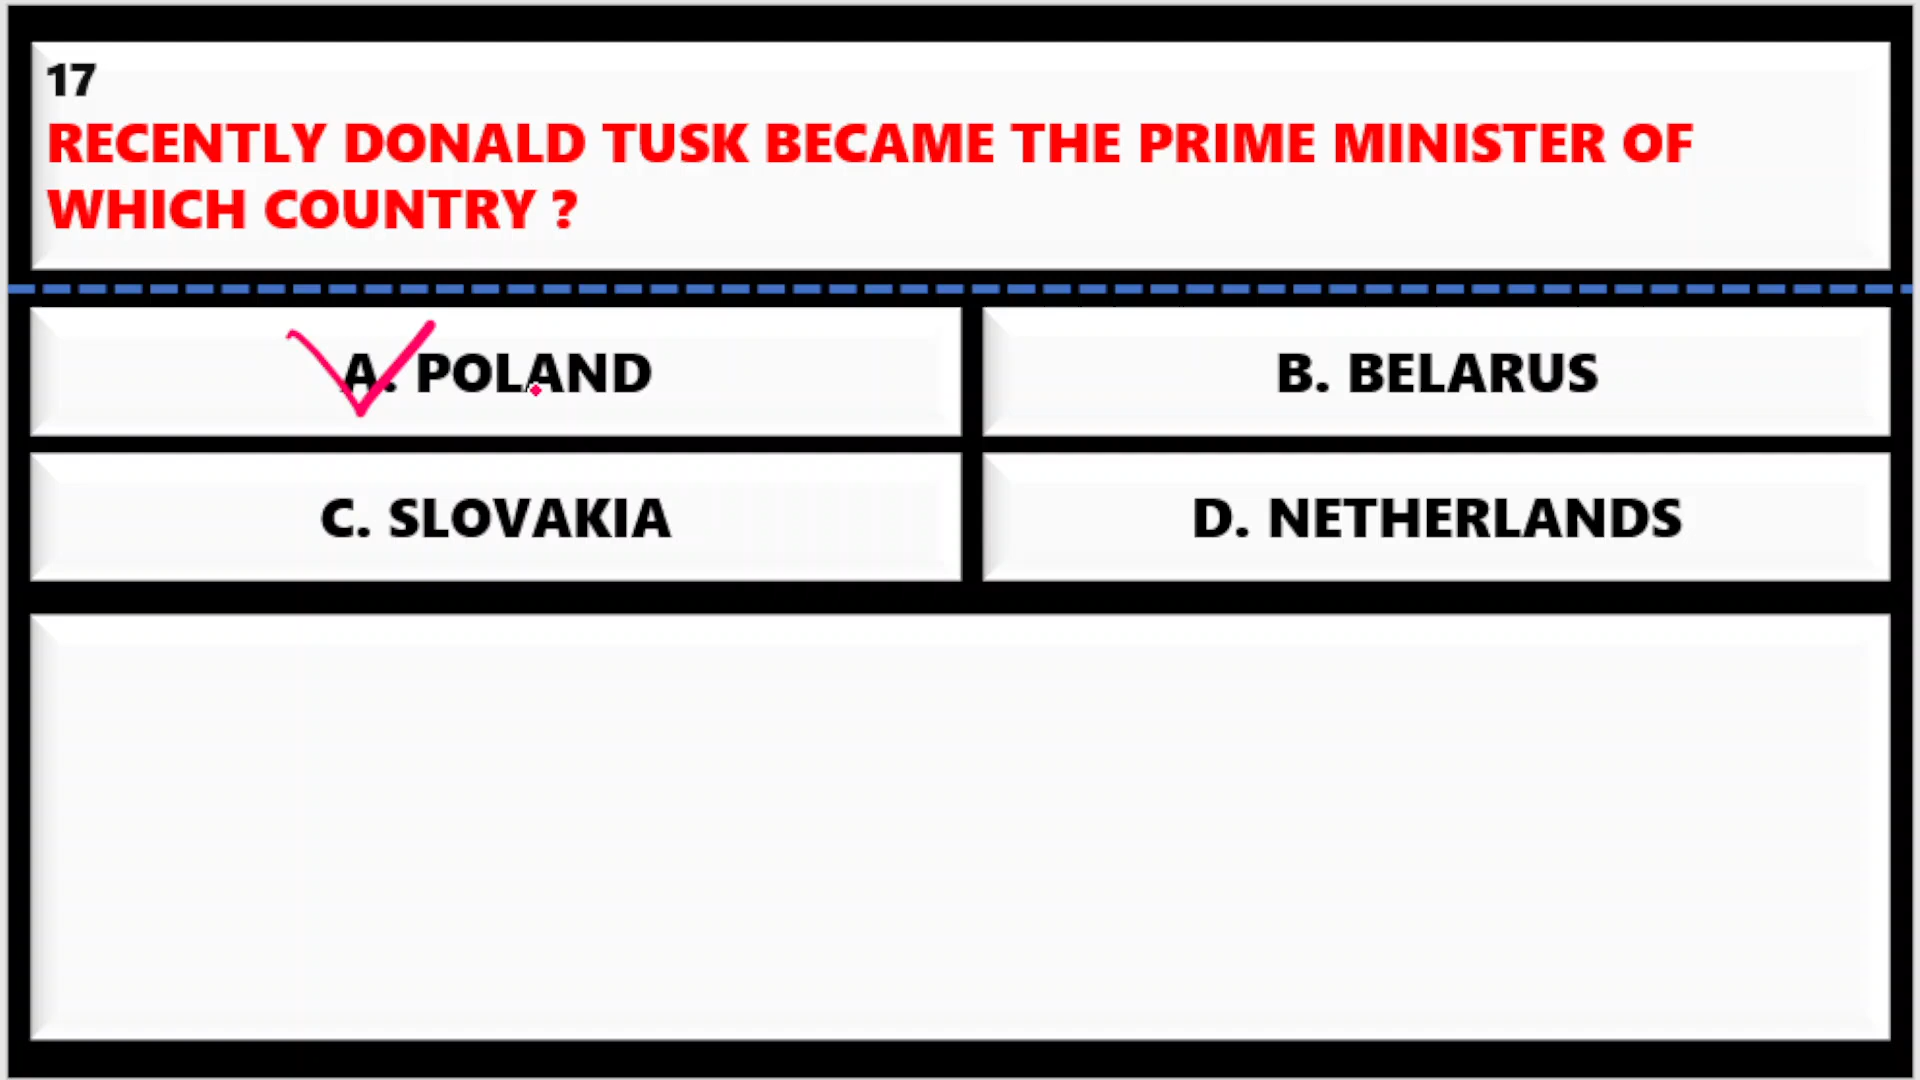 17
RECENTLY DONALD TUSK BECAME THE PRIME MINISTER OF
WHICH COUNTRY ?
A. POLAND
B. BELARUS
C. SLOVAKIA
D. NETHERLANDS